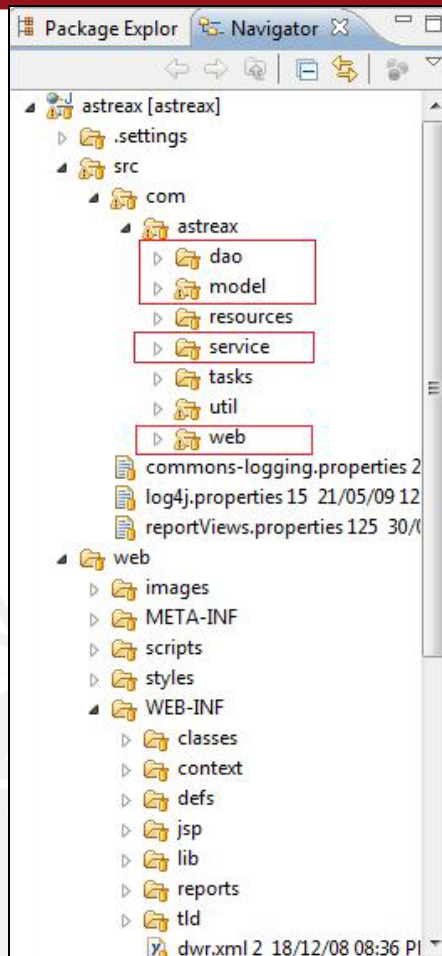 Package Explor Navigator
astreax [astreax]
.settings
src
com
astreax
dao
model
resources
service
tasks
util
web
commons-logging.properties 2
log4j.properties 15 21/05/09 12
reportViews.properties 125 30/0
web
images
META-INF
scripts
styles
WEB-INF
classes
context
defs
jsp
lib
reports
tld
dwr.xml 2 18/12/08 08:36 P